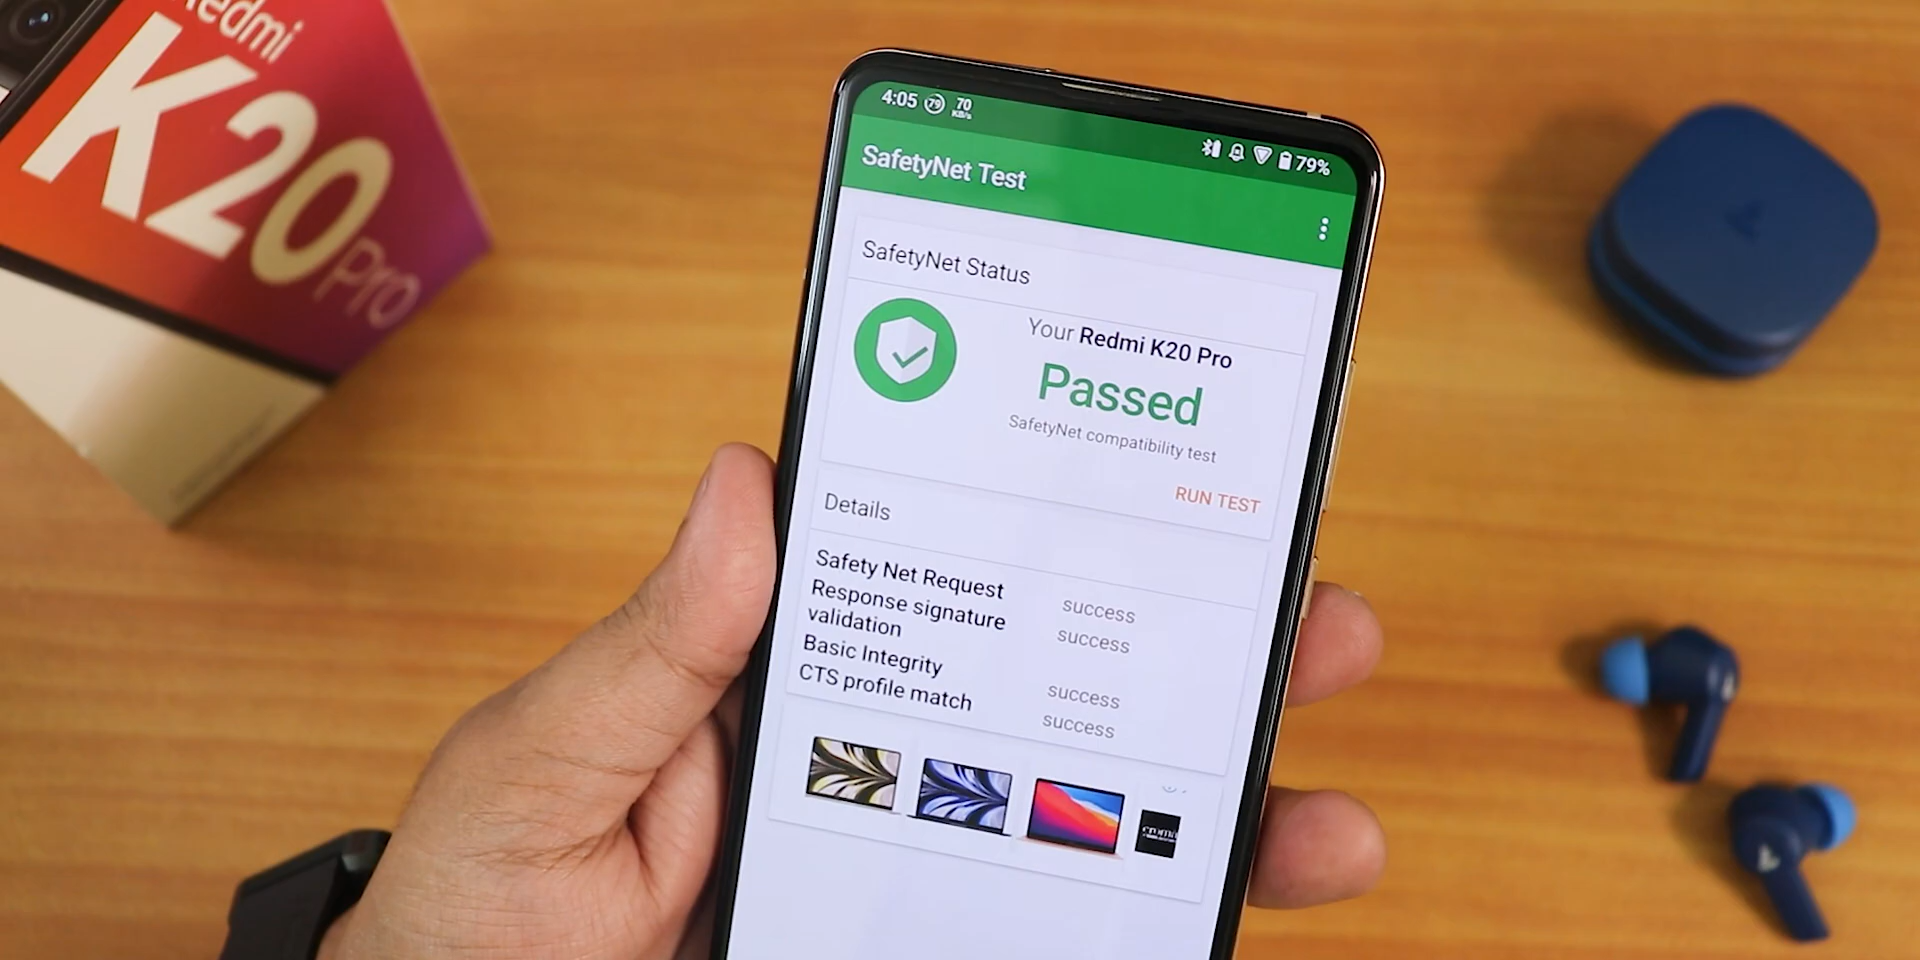 Redmi
K20
Pro
4:05 79 70
KB/s
79%
SafetyNet Test
SafetyNet Status
Your Redmi K20 Pro
Passed
SafetyNet compatibility test
RUN TEST
Details
Safety Net Request success
Response signature
validation success
Basic Integrity success
CTS profile match success
croma